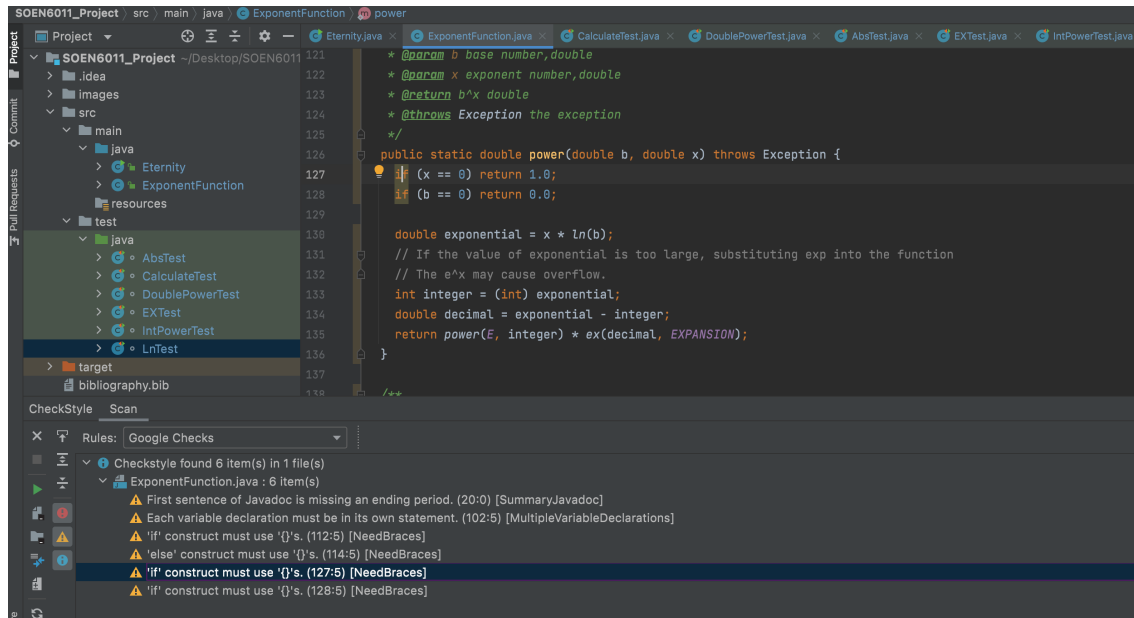 SOEN6011_Project › src › main › java › ExponentFunction › power
Project
Eternity.java × ExponentFunction.java × CalculateTest.java × DoublePowerTest.java × AbsTest.java × EXTest.java × IntPowerTest.java
Project
Commit
Pull Requests
SOEN6011_Project ~/Desktop/SOEN6011
.idea
images
src
main
java
Eternity
ExponentFunction
resources
test
java
AbsTest
CalculateTest
DoublePowerTest
EXTest
IntPowerTest
LnTest
target
bibliography.bib
121 * @param b base number,double
122 * @param x exponent number,double
123 * @return b^x double
124 * @throws Exception the exception
125 */
126 public static double power(double b, double x) throws Exception {
127 if (x == 0) return 1.0;
128 if (b == 0) return 0.0;
129
130 double exponential = x * ln(b);
131 // If the value of exponential is too large, substituting exp into the function
132 // The e^x may cause overflow.
133 int integer = (int) exponential;
134 double decimal = exponential - integer;
135 return power(E, integer) * ex(decimal, EXPANSION);
136 }
137
138 /**
CheckStyle Scan
Rules: Google Checks
Checkstyle found 6 item(s) in 1 file(s)
ExponentFunction.java : 6 item(s)
First sentence of Javadoc is missing an ending period. (20:0) [SummaryJavadoc]
Each variable declaration must be in its own statement. (102:5) [MultipleVariableDeclarations]
'if' construct must use '{}'s. (112:5) [NeedBraces]
'else' construct must use '{}'s. (114:5) [NeedBraces]
'if' construct must use '{}'s. (127:5) [NeedBraces]
'if' construct must use '{}'s. (128:5) [NeedBraces]